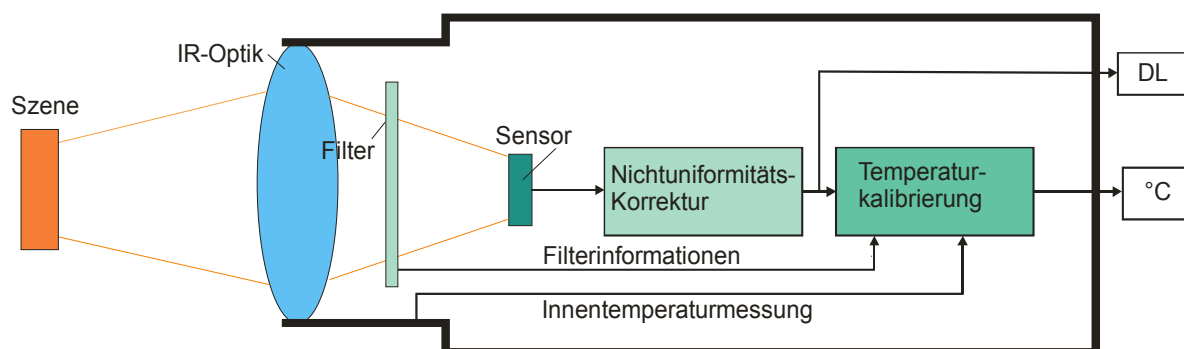 Szene
IR-Optik
Filter
Sensor
Nichtuniformitäts-
Korrektur
Temperatur-
kalibrierung
DL
°C
Filterinformationen
Innentemperaturmessung